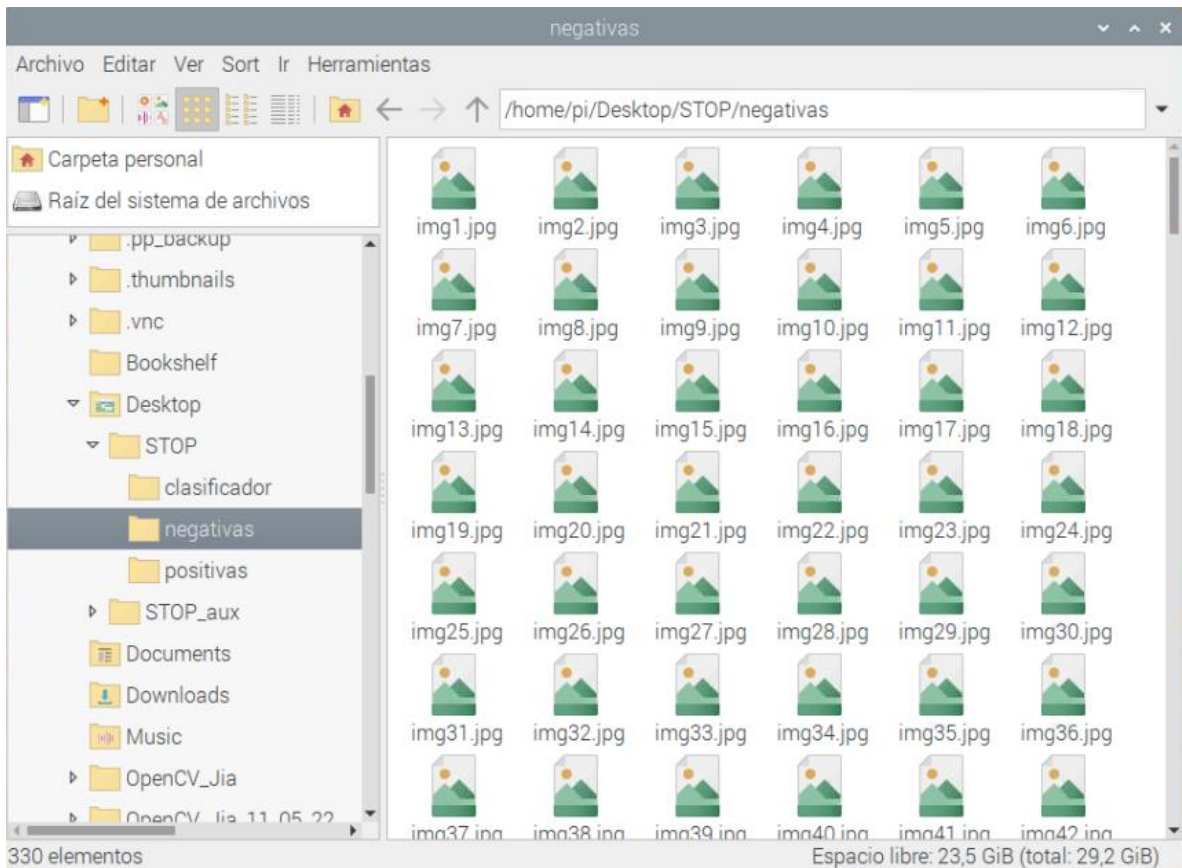 negativas
Archivo Editar Ver Sort Ir Herramientas
/home/pi/Desktop/STOP/negativas
Carpeta personal
Raíz del sistema de archivos
.pp_backup
.thumbnails
.vnc
Bookshelf
Desktop
STOP
clasificador
negativas
positivas
STOP_aux
Documents
Downloads
Music
OpenCV_Jia
OpenCV_Jia_11_05_22
img1.jpg img2.jpg img3.jpg img4.jpg img5.jpg img6.jpg
img7.jpg img8.jpg img9.jpg img10.jpg img11.jpg img12.jpg
img13.jpg img14.jpg img15.jpg img16.jpg img17.jpg img18.jpg
img19.jpg img20.jpg img21.jpg img22.jpg img23.jpg img24.jpg
img25.jpg img26.jpg img27.jpg img28.jpg img29.jpg img30.jpg
img31.jpg img32.jpg img33.jpg img34.jpg img35.jpg img36.jpg
img37.jpg img38.jpg img39.jpg img40.jpg img41.jpg img42.jpg
330 elementos
Espacio libre: 23,5 GiB (total: 29,2 GiB)